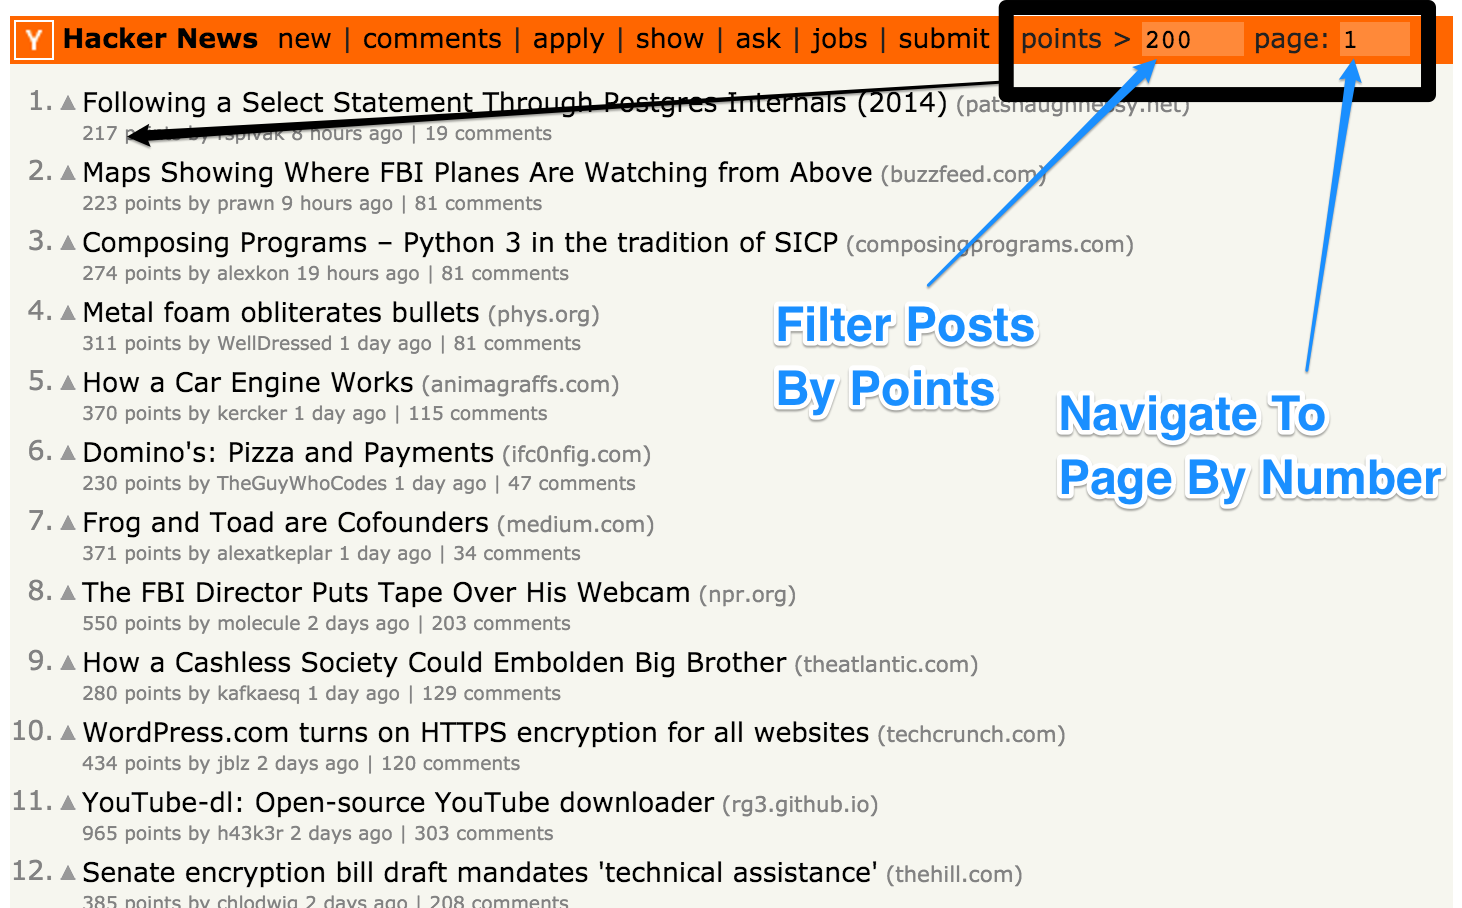 Y Hacker News new | comments | apply | show | ask | jobs | submit points > 200 page: 1
1. ▲ Following a Select Statement Through Postgres Internals (2014) (patshaughnessy.net)
217 points by rspivak 8 hours ago | 19 comments
2. ▲ Maps Showing Where FBI Planes Are Watching from Above (buzzfeed.com)
223 points by prawn 9 hours ago | 81 comments
3. ▲ Composing Programs – Python 3 in the tradition of SICP (composingprograms.com)
274 points by alexkon 19 hours ago | 81 comments
4. ▲ Metal foam obliterates bullets (phys.org)
311 points by WellDressed 1 day ago | 81 comments
Filter Posts
By Points
5. ▲ How a Car Engine Works (animagraffs.com)
370 points by kercker 1 day ago | 115 comments
Navigate To
Page By Number
6. ▲ Domino's: Pizza and Payments (ifc0nfig.com)
230 points by TheGuyWhoCodes 1 day ago | 47 comments
7. ▲ Frog and Toad are Cofounders (medium.com)
371 points by alexatkeplar 1 day ago | 34 comments
8. ▲ The FBI Director Puts Tape Over His Webcam (npr.org)
550 points by molecule 2 days ago | 203 comments
9. ▲ How a Cashless Society Could Embolden Big Brother (theatlantic.com)
280 points by kafkaesq 1 day ago | 129 comments
10. ▲ WordPress.com turns on HTTPS encryption for all websites (techcrunch.com)
434 points by jblz 2 days ago | 120 comments
11. ▲ YouTube-dl: Open-source YouTube downloader (rg3.github.io)
965 points by h43k3r 2 days ago | 303 comments
12. ▲ Senate encryption bill draft mandates 'technical assistance' (thehill.com)
385 points by chlodwig 2 days ago | 208 comments